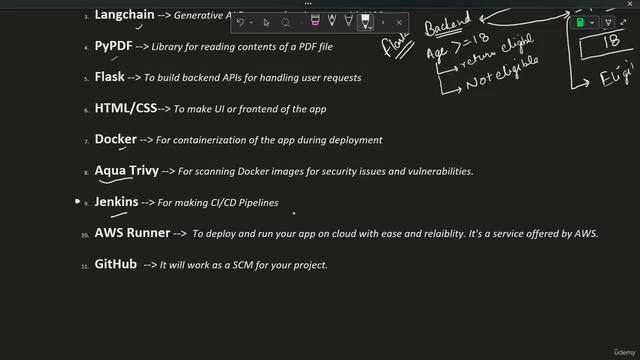 3. Langchain -->
Backend
Flask
Age >= 18
return eligible
Not eligible
18
4. PyPDF --> Library for reading contents of a PDF file
5. Flask --> To build backend APIs for handling user requests
6. HTML/CSS--> To make UI or frontend of the app
7. Docker --> For containerization of the app during deployment
8. Aqua Trivy --> For scanning Docker images for security issues and vulnerabilities.
9. Jenkins --> For making CI/CD Pipelines
10. AWS Runner --> To deploy and run your app on cloud with ease and relaiblity. It's a service offered by AWS.
11. GitHub --> It will work as a SCM for your project.
ûdemy